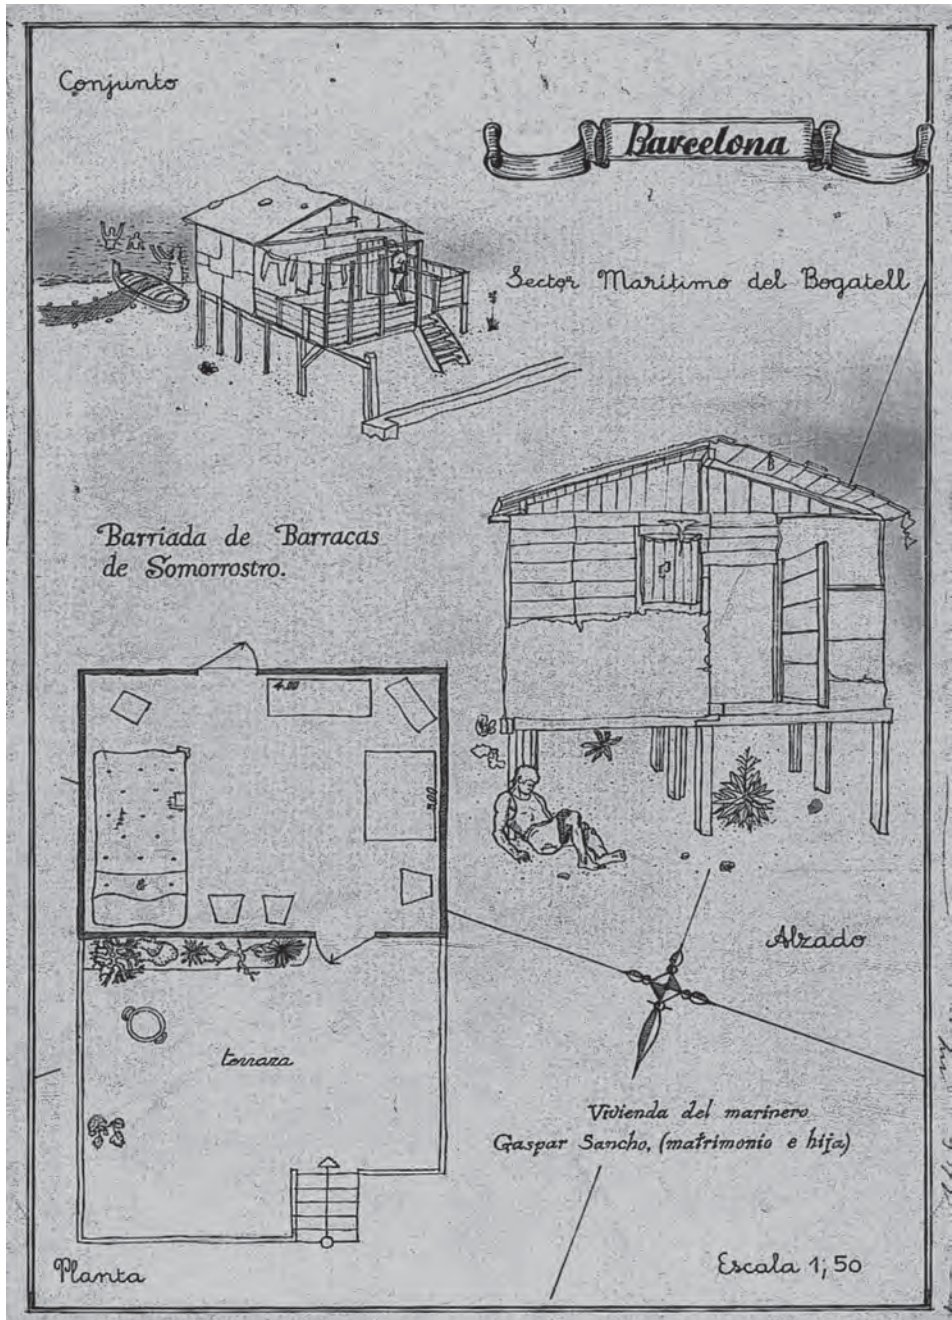 Conjunto
Barcelona
Sector Marítimo del Bogatell
Barriada de Barracas
de Somorrostro.
4.00
3.00
terraza
Alzado
Vivienda del marinero
Gaspar Sancho, (matrimonio e hija)
Planta
Escala 1;50